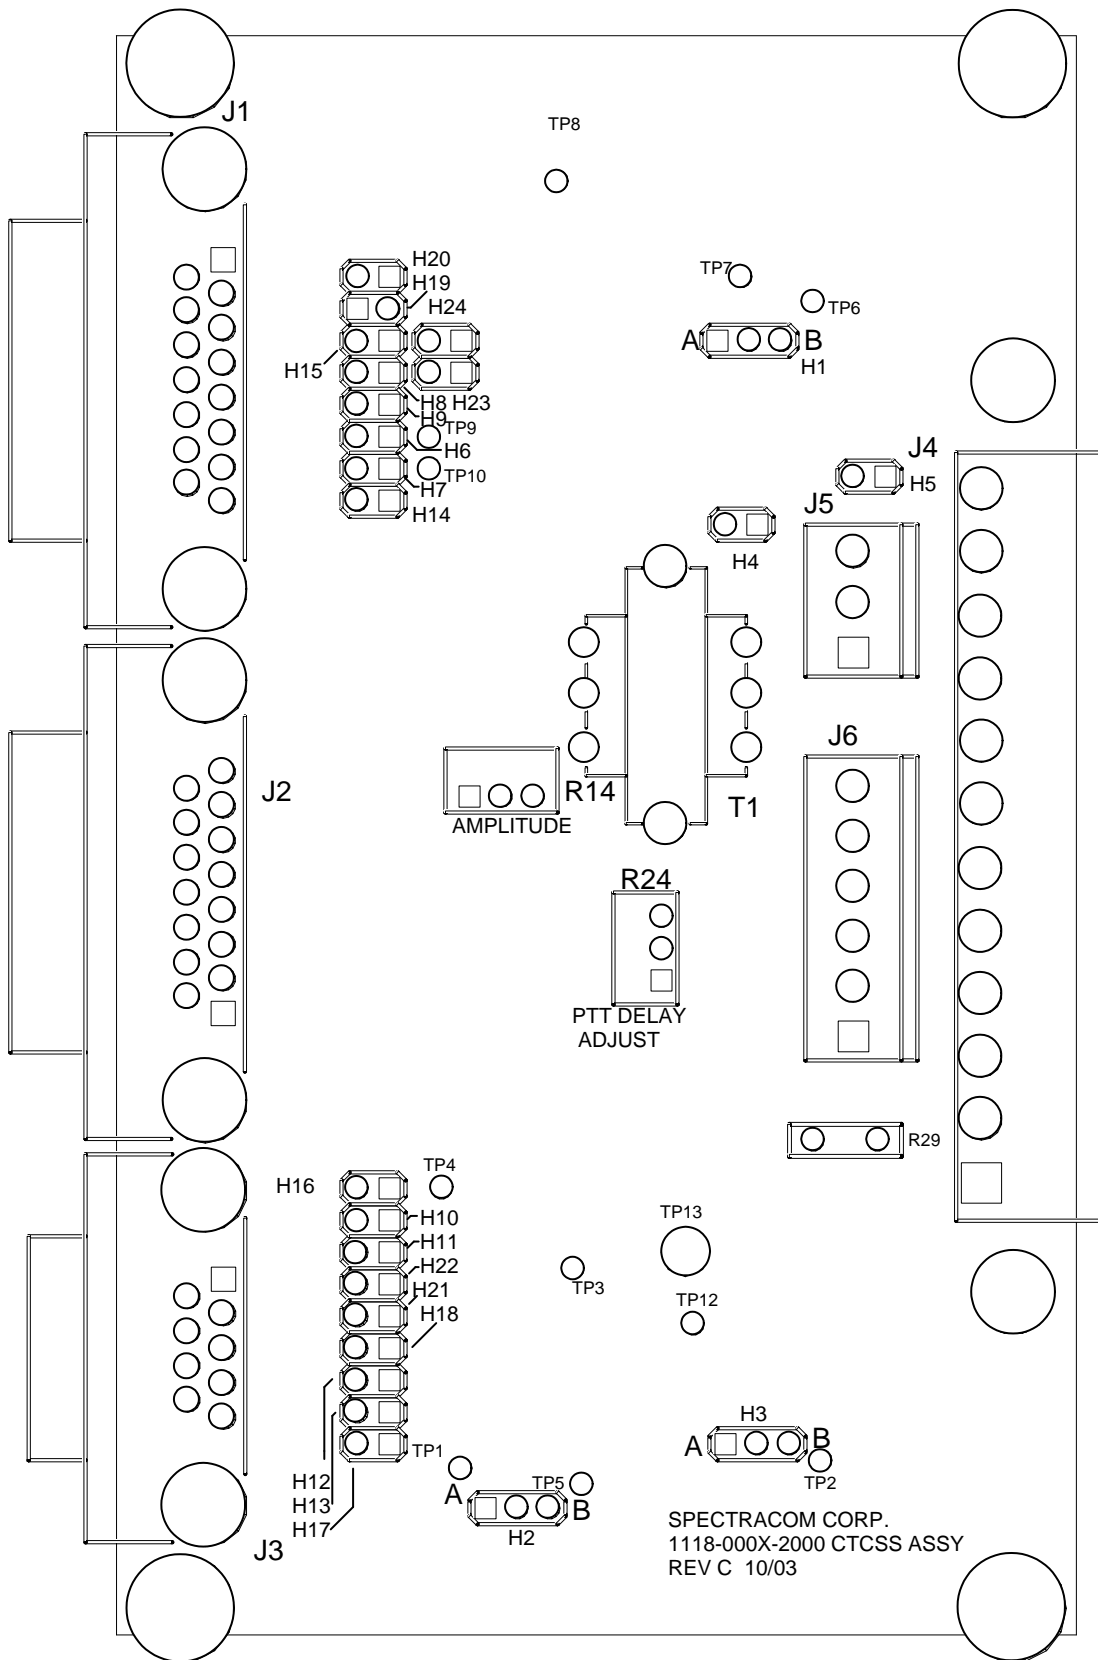 J1
TP8
H20
H19
H24
TP7
TP6
A
B
H1
H15
H8 H23
H9
TP9
H6
TP10
H7
H14
J4
H5
J5
H4
J6
J2
R14
T1
AMPLITUDE
R24
PTT DELAY
ADJUST
R29
H16
TP4
H10
H11
H22
H21
H18
TP13
TP3
TP12
H3
A
B
TP1
TP2
H12
A
TP5
B
H13
H17
H2
J3
SPECTRACOM CORP.
1118-000X-2000 CTCSS ASSY
REV C 10/03